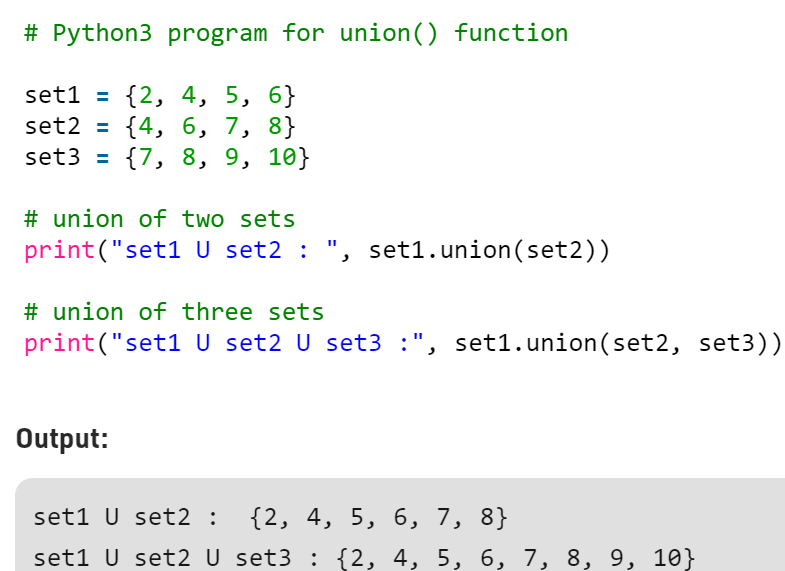 # Python3 program for union() function
set1 = {2, 4, 5, 6}
set2 = {4, 6, 7, 8}
set3 = {7, 8, 9, 10}
# union of two sets
print("set1 U set2 : ", set1.union(set2))
# union of three sets
print("set1 U set2 U set3 :", set1.union(set2, set3))
Output:
set1 U set2 :  {2, 4, 5, 6, 7, 8}
set1 U set2 U set3 : {2, 4, 5, 6, 7, 8, 9, 10}